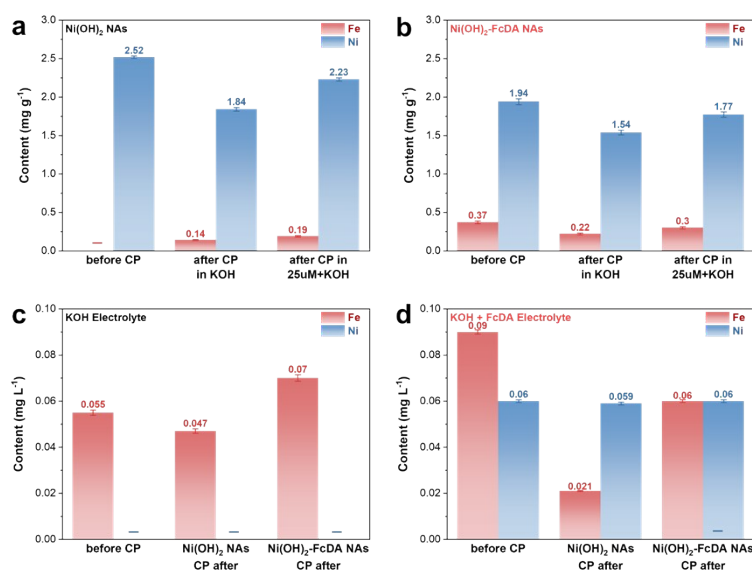 a
Ni(OH)₂ NAs
Fe
Ni
Content (mg g⁻¹)
3.0
2.5
2.0
1.5
1.0
0.5
0.0
2.52
0.14
1.84
0.19
2.23
before CP
after CP
in KOH
after CP in
25uM+KOH
b
Ni(OH)₂-FcDA NAs
Fe
Ni
Content (mg g⁻¹)
3.0
2.5
2.0
1.5
1.0
0.5
0.0
0.37
1.94
0.22
1.54
0.3
1.77
before CP
after CP
in KOH
after CP in
25uM+KOH
c
KOH Electrolyte
Fe
Ni
Content (mg L⁻¹)
0.10
0.08
0.06
0.04
0.02
0.00
0.055
0.047
0.07
before CP
Ni(OH)₂ NAs
CP after
Ni(OH)₂-FcDA NAs
CP after
d
KOH + FcDA Electrolyte
Fe
Ni
Content (mg L⁻¹)
0.10
0.08
0.06
0.04
0.02
0.00
0.09
0.06
0.021
0.059
0.06
0.06
before CP
Ni(OH)₂ NAs
CP after
Ni(OH)₂-FcDA NAs
CP after